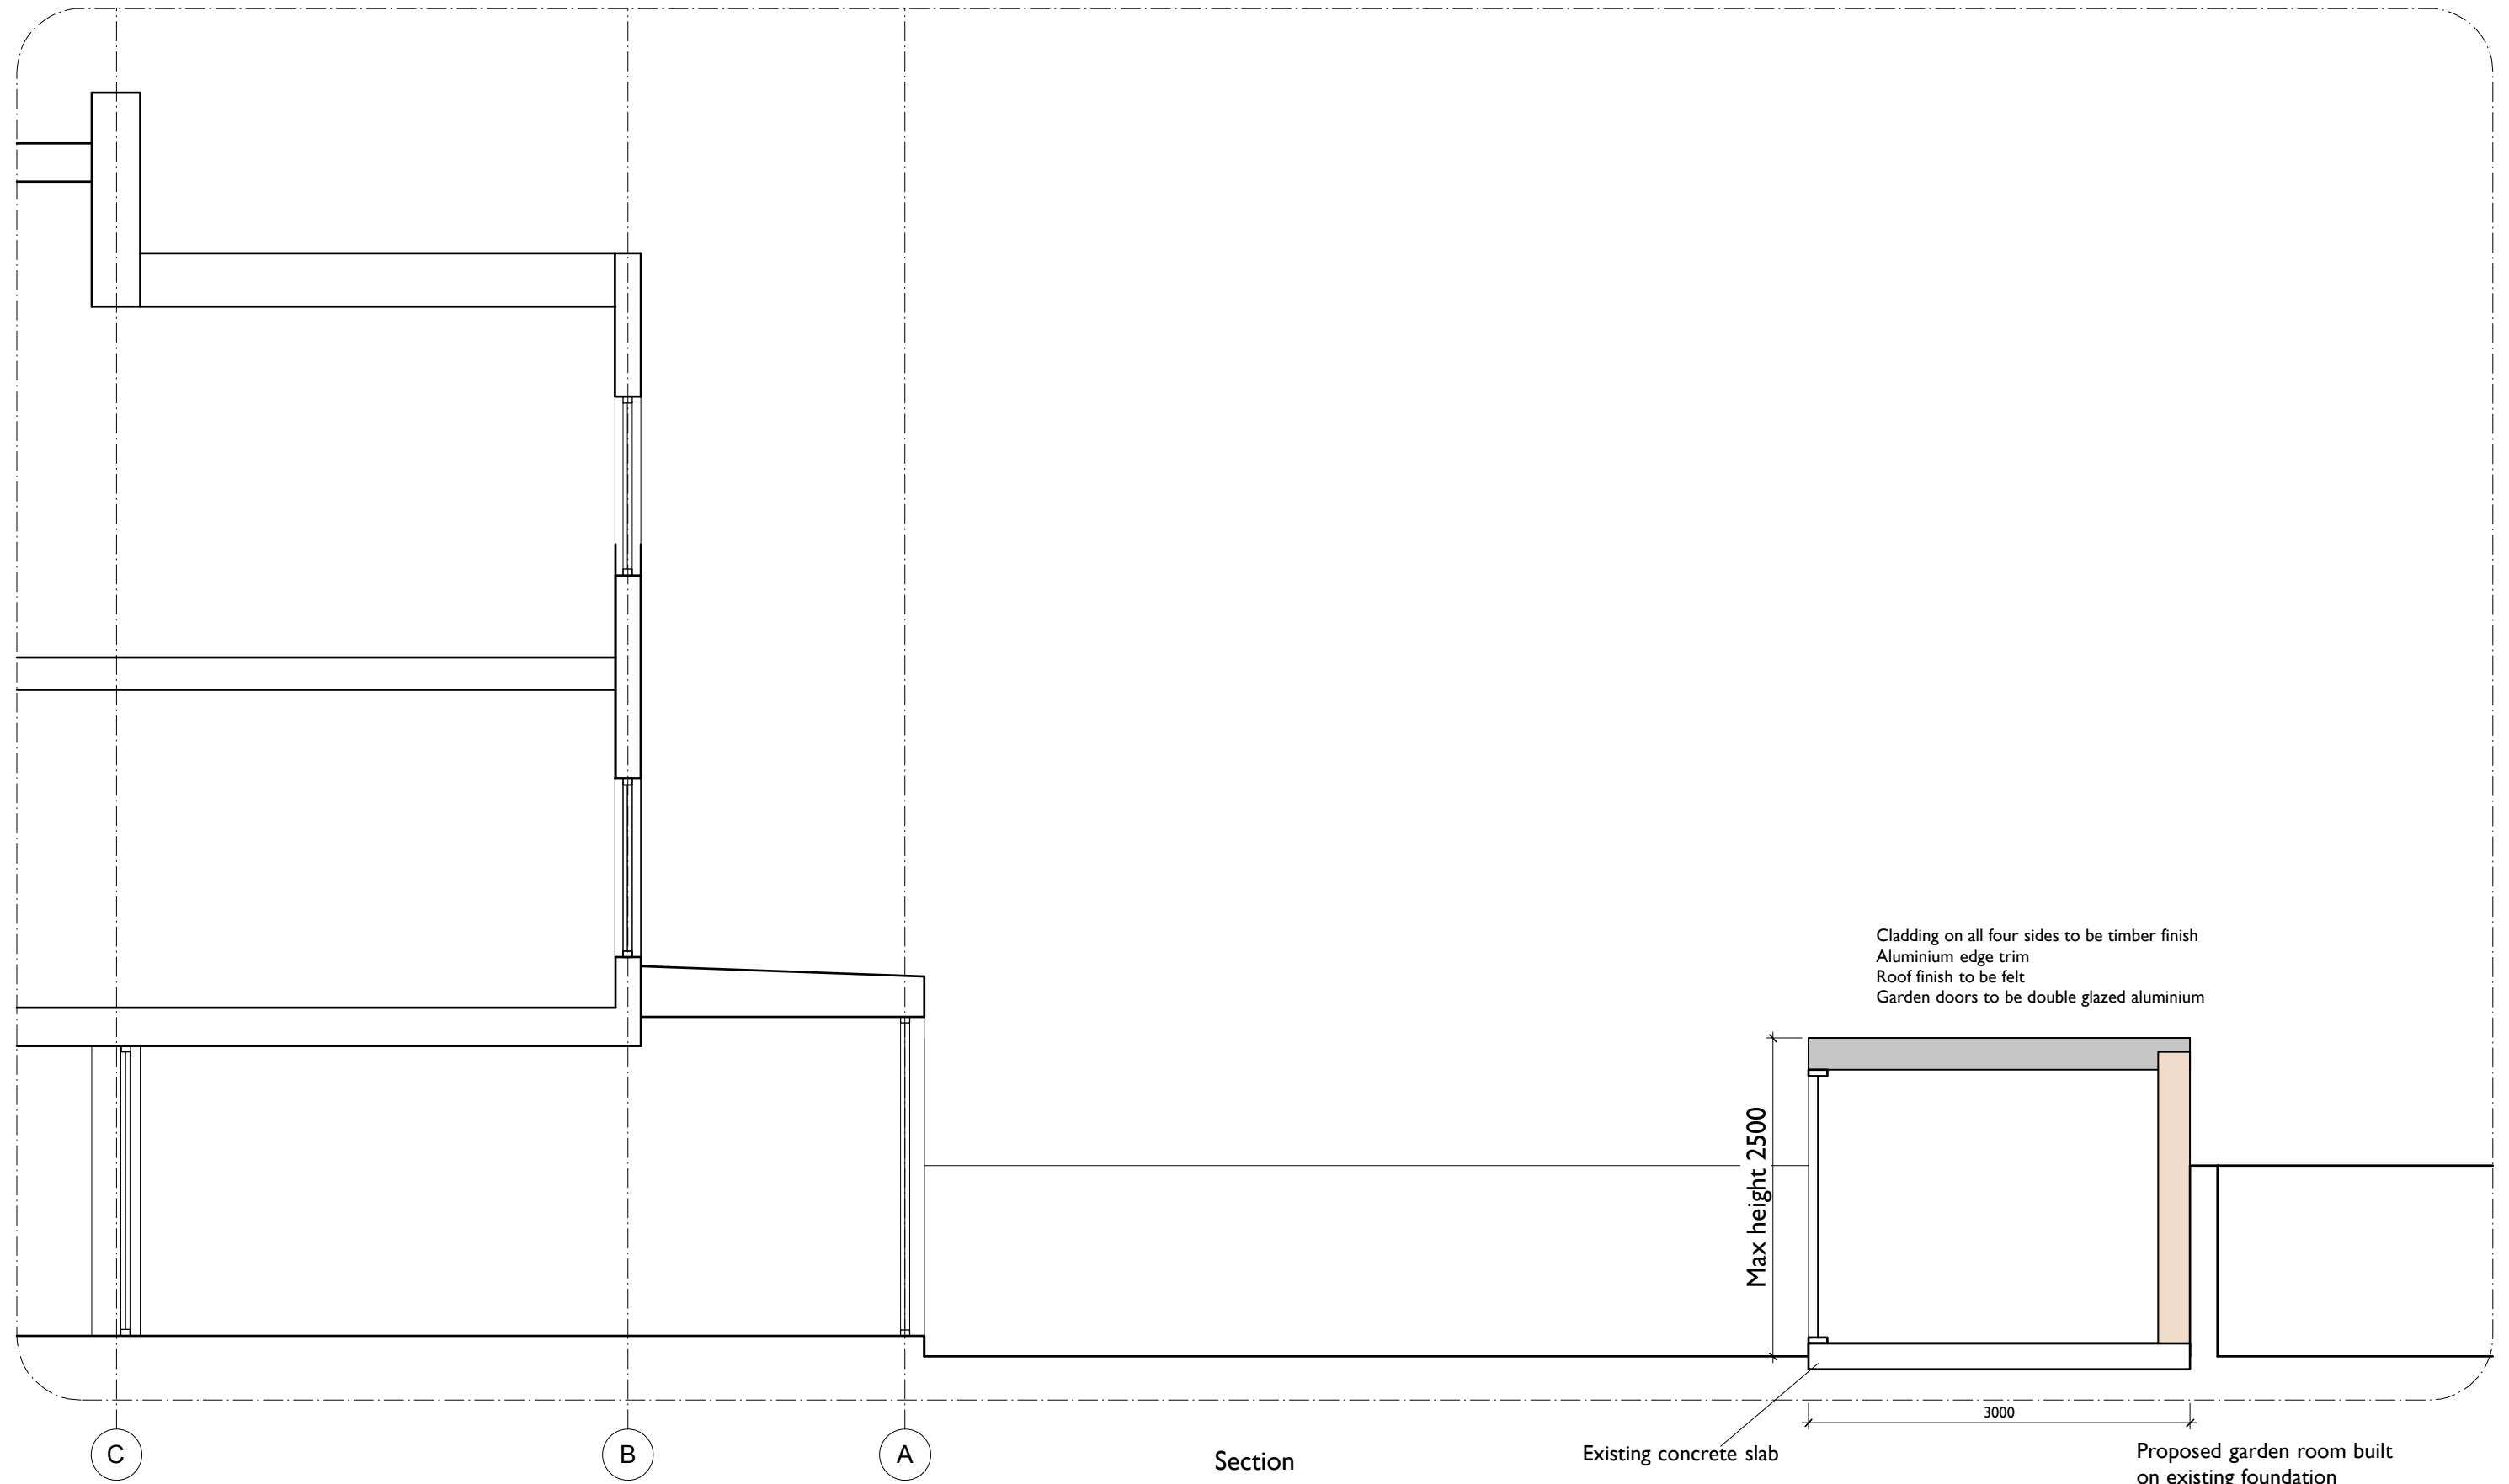 Cladding on all four sides to be timber finish
Aluminium edge trim
Roof finish to be felt
Garden doors to be double glazed aluminium
Max height 2500
3000
C
B
A
Section
Existing concrete slab
Proposed garden room built
on existing foundation